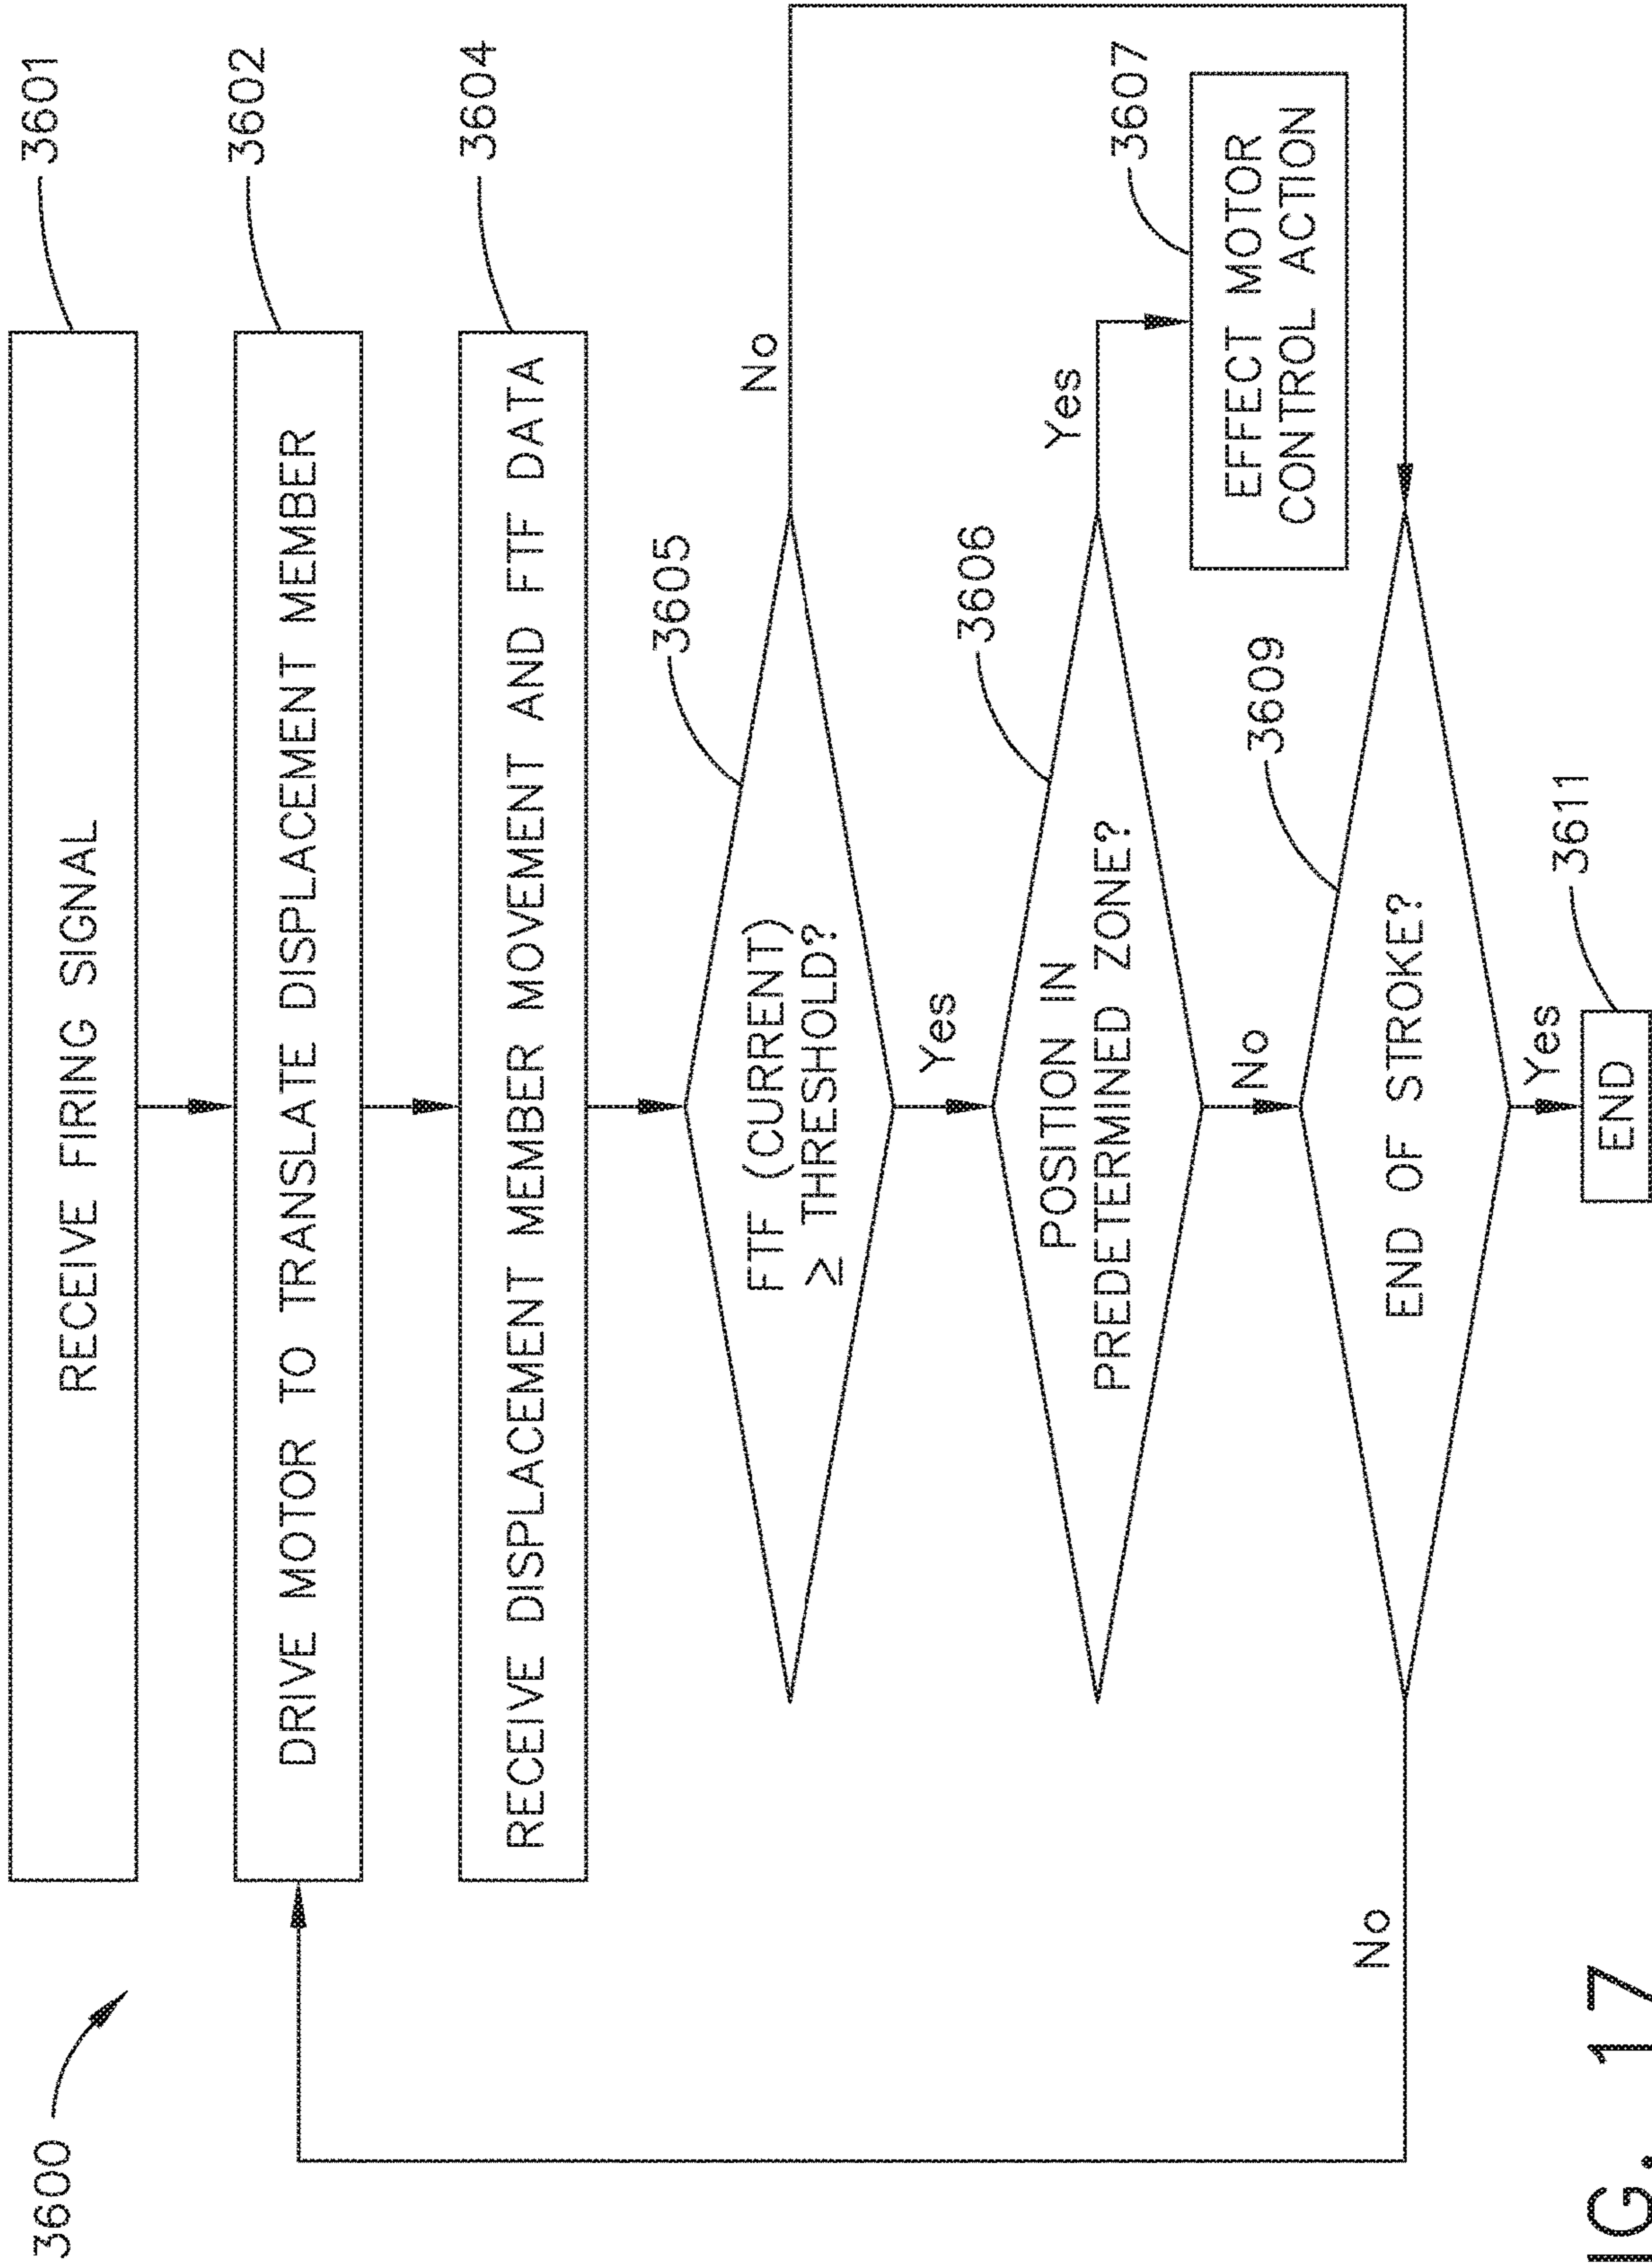 3600
3601
RECEIVE FIRING SIGNAL
3602
DRIVE MOTOR TO TRANSLATE DISPLACEMENT MEMBER
3604
RECEIVE DISPLACEMENT MEMBER MOVEMENT AND FTF DATA
3605
FTF (CURRENT)
≥ THRESHOLD?
No
Yes
3606
POSITION IN
PREDETERMINED ZONE?
Yes
3607
EFFECT MOTOR
CONTROL ACTION
No
3609
END OF STROKE?
No
Yes
3611
END
IG. 17